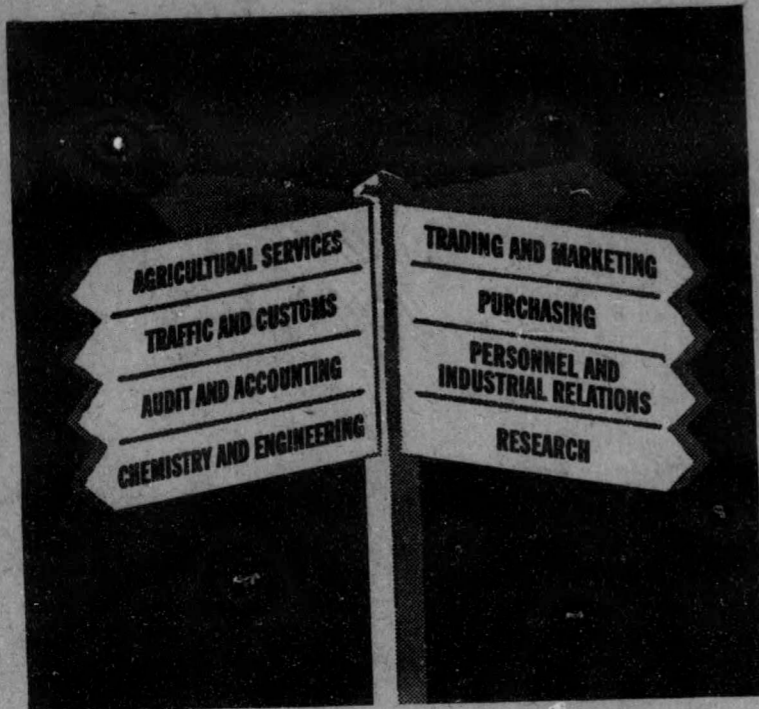 AGRICULTURAL SERVICES
TRAFFIC AND CUSTOMS
AUDIT AND ACCOUNTING
CHEMISTRY AND ENGINEERING
TRADING AND MARKETING
PURCHASING
PERSONNEL AND
INDUSTRIAL RELATIONS
RESEARCH